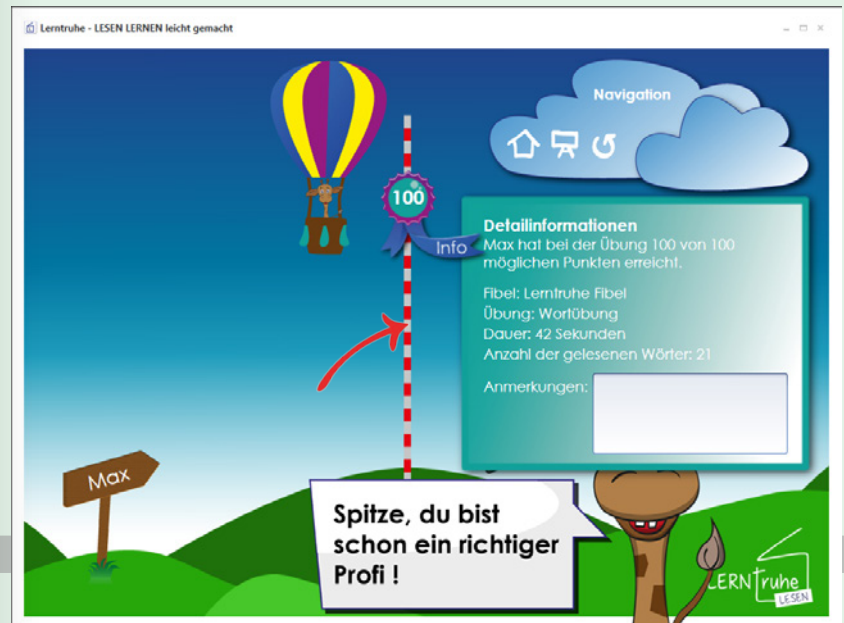 Lerntruhe - LESEN LERNEN leicht gemacht
Navigation
100
Info
Detailinformationen
Max hat bei der Übung 100 von 100
möglichen Punkten erreicht.
Fibel: Lerntruhe Fibel
Übung: Wortübung
Dauer: 42 Sekunden
Anzahl der gelesenen Wörter: 21
Anmerkungen:
Max
Spitze, du bist
schon ein richtiger
Profi !
LERNTruhe
LESEN